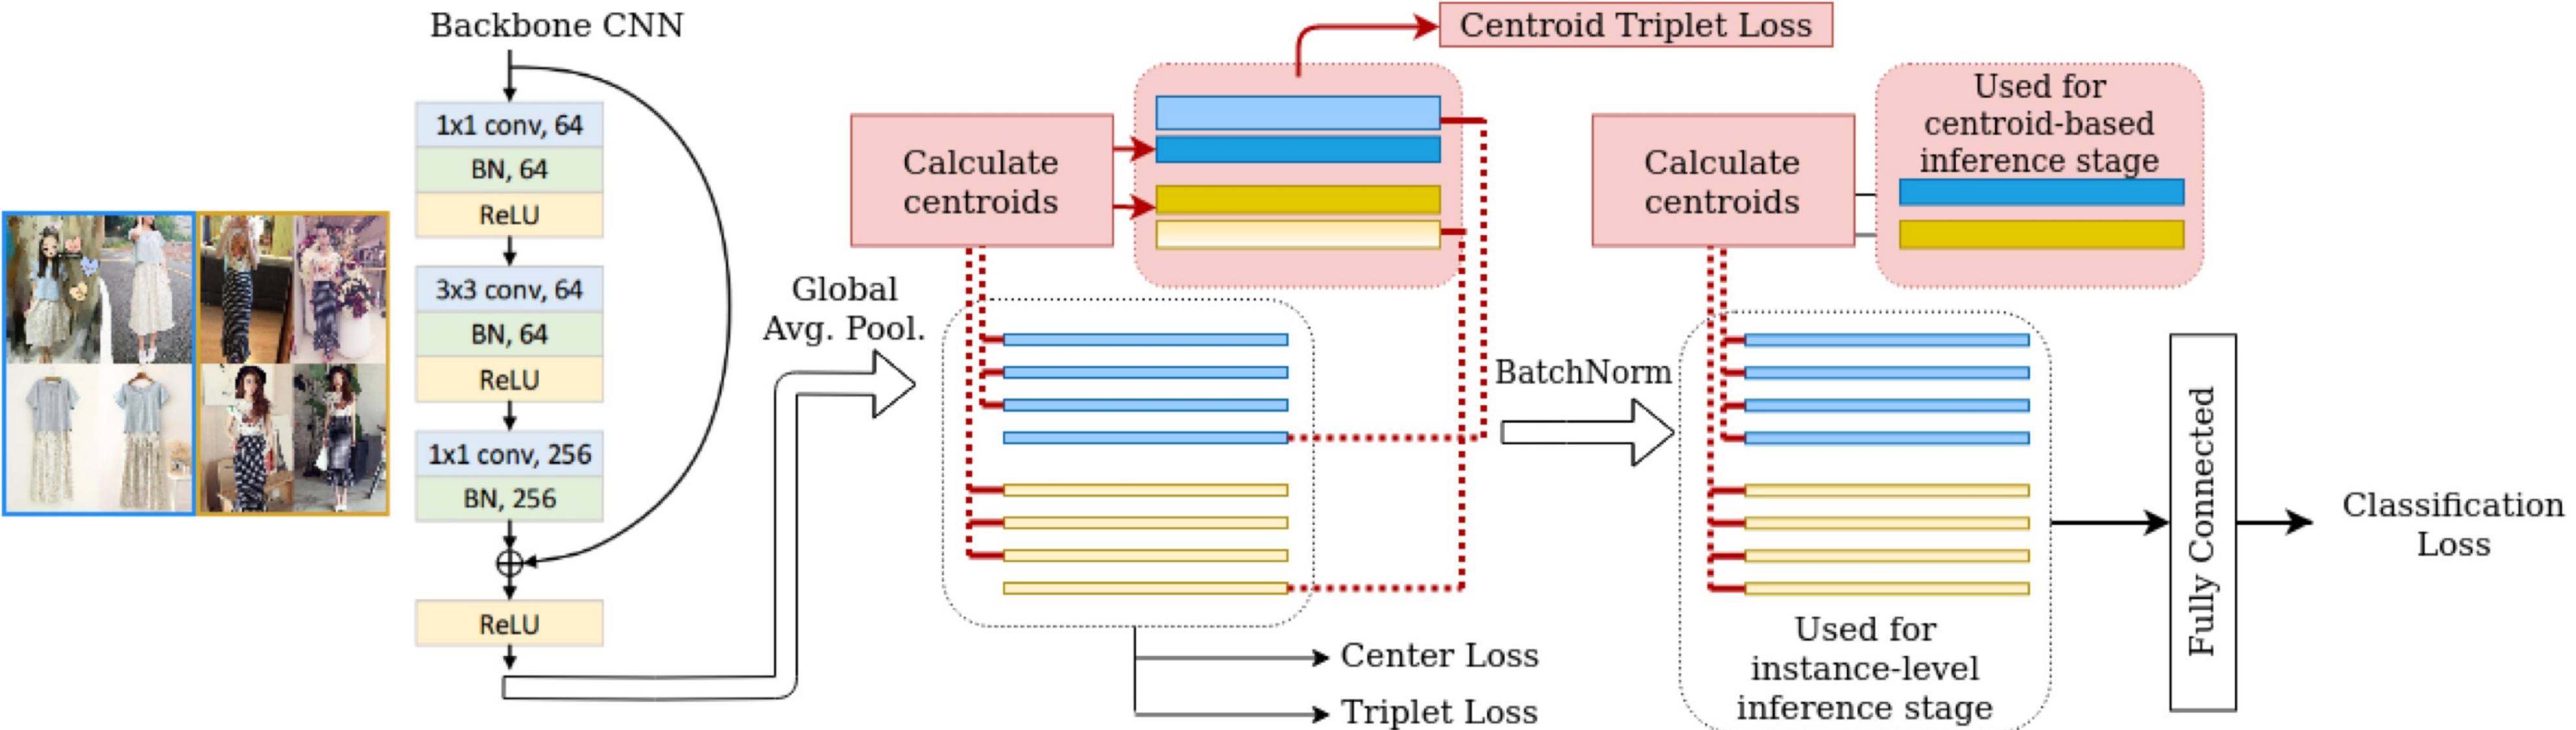 Backbone CNN
1x1 conv, 64
BN, 64
ReLU
3x3 conv, 64
BN, 64
ReLU
1x1 conv, 256
BN, 256
ReLU
Global
Avg. Pool.
Calculate
centroids
Centroid Triplet Loss
Center Loss
Triplet Loss
BatchNorm
Calculate
centroids
Used for
centroid-based
inference stage
Used for
instance-level
inference stage
Fully Connected
Classification
Loss